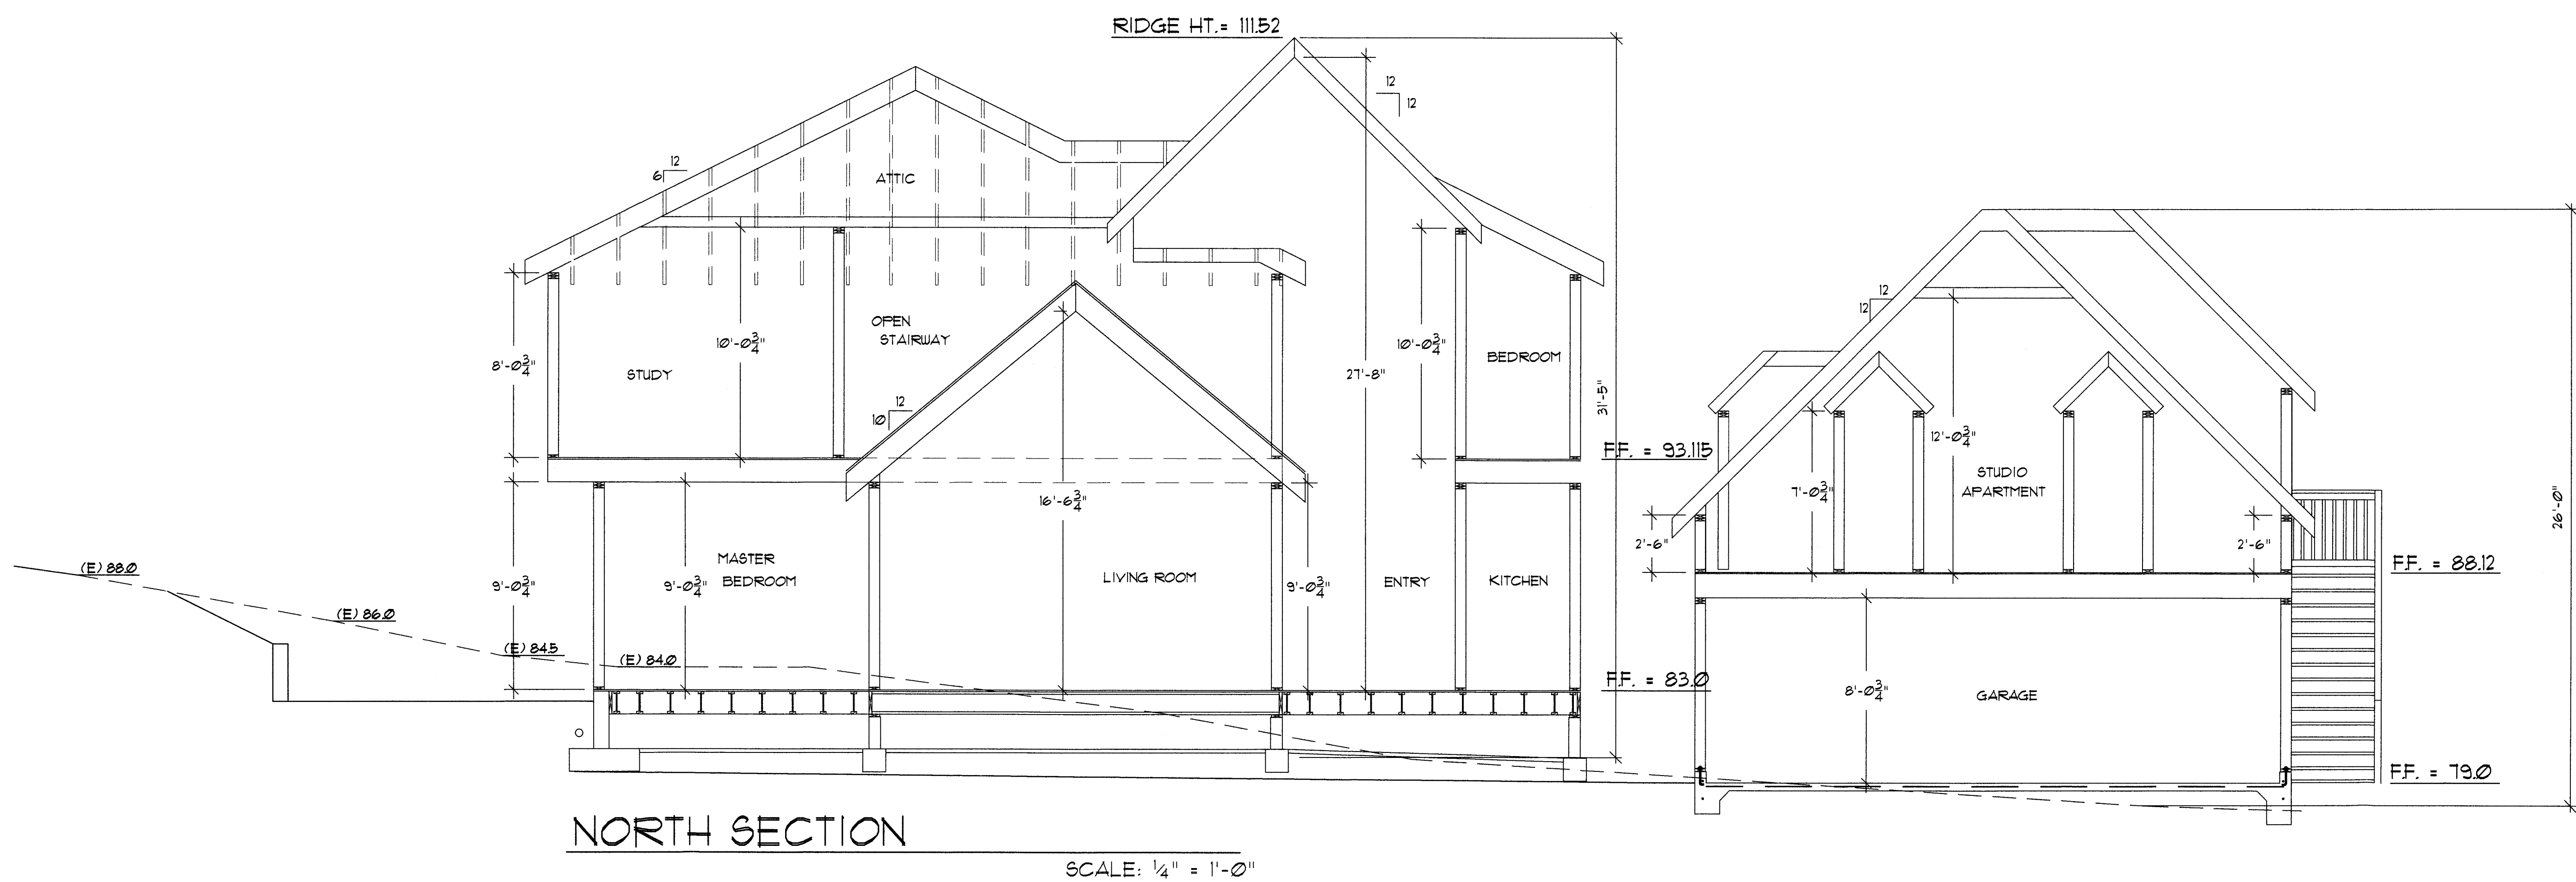 RIDGE HT.= 111.52
12
12
12
6
ATTIC
12
12
OPEN
STAIRWAY
10'-0 3/4"
10'-0 3/4"
8'-0 3/4"
STUDY
BEDROOM
27'-8"
31'-5"
12
10
F.F. = 93.115
12'-0 3/4"
STUDIO
APARTMENT
7'-0 3/4"
16'-6 3/4"
26'-0"
2'-6"
2'-6"
MASTER
BEDROOM
(E) 88.0
9'-0 3/4"
9'-0 3/4"
LIVING ROOM
9'-0 3/4"
ENTRY
KITCHEN
F.F. = 88.12
(E) 86.0
(E) 84.5
(E) 84.0
F.F. = 83.0
8'-0 3/4"
GARAGE
F.F. = 79.0
NORTH SECTION
SCALE: 1/4" = 1'-0"